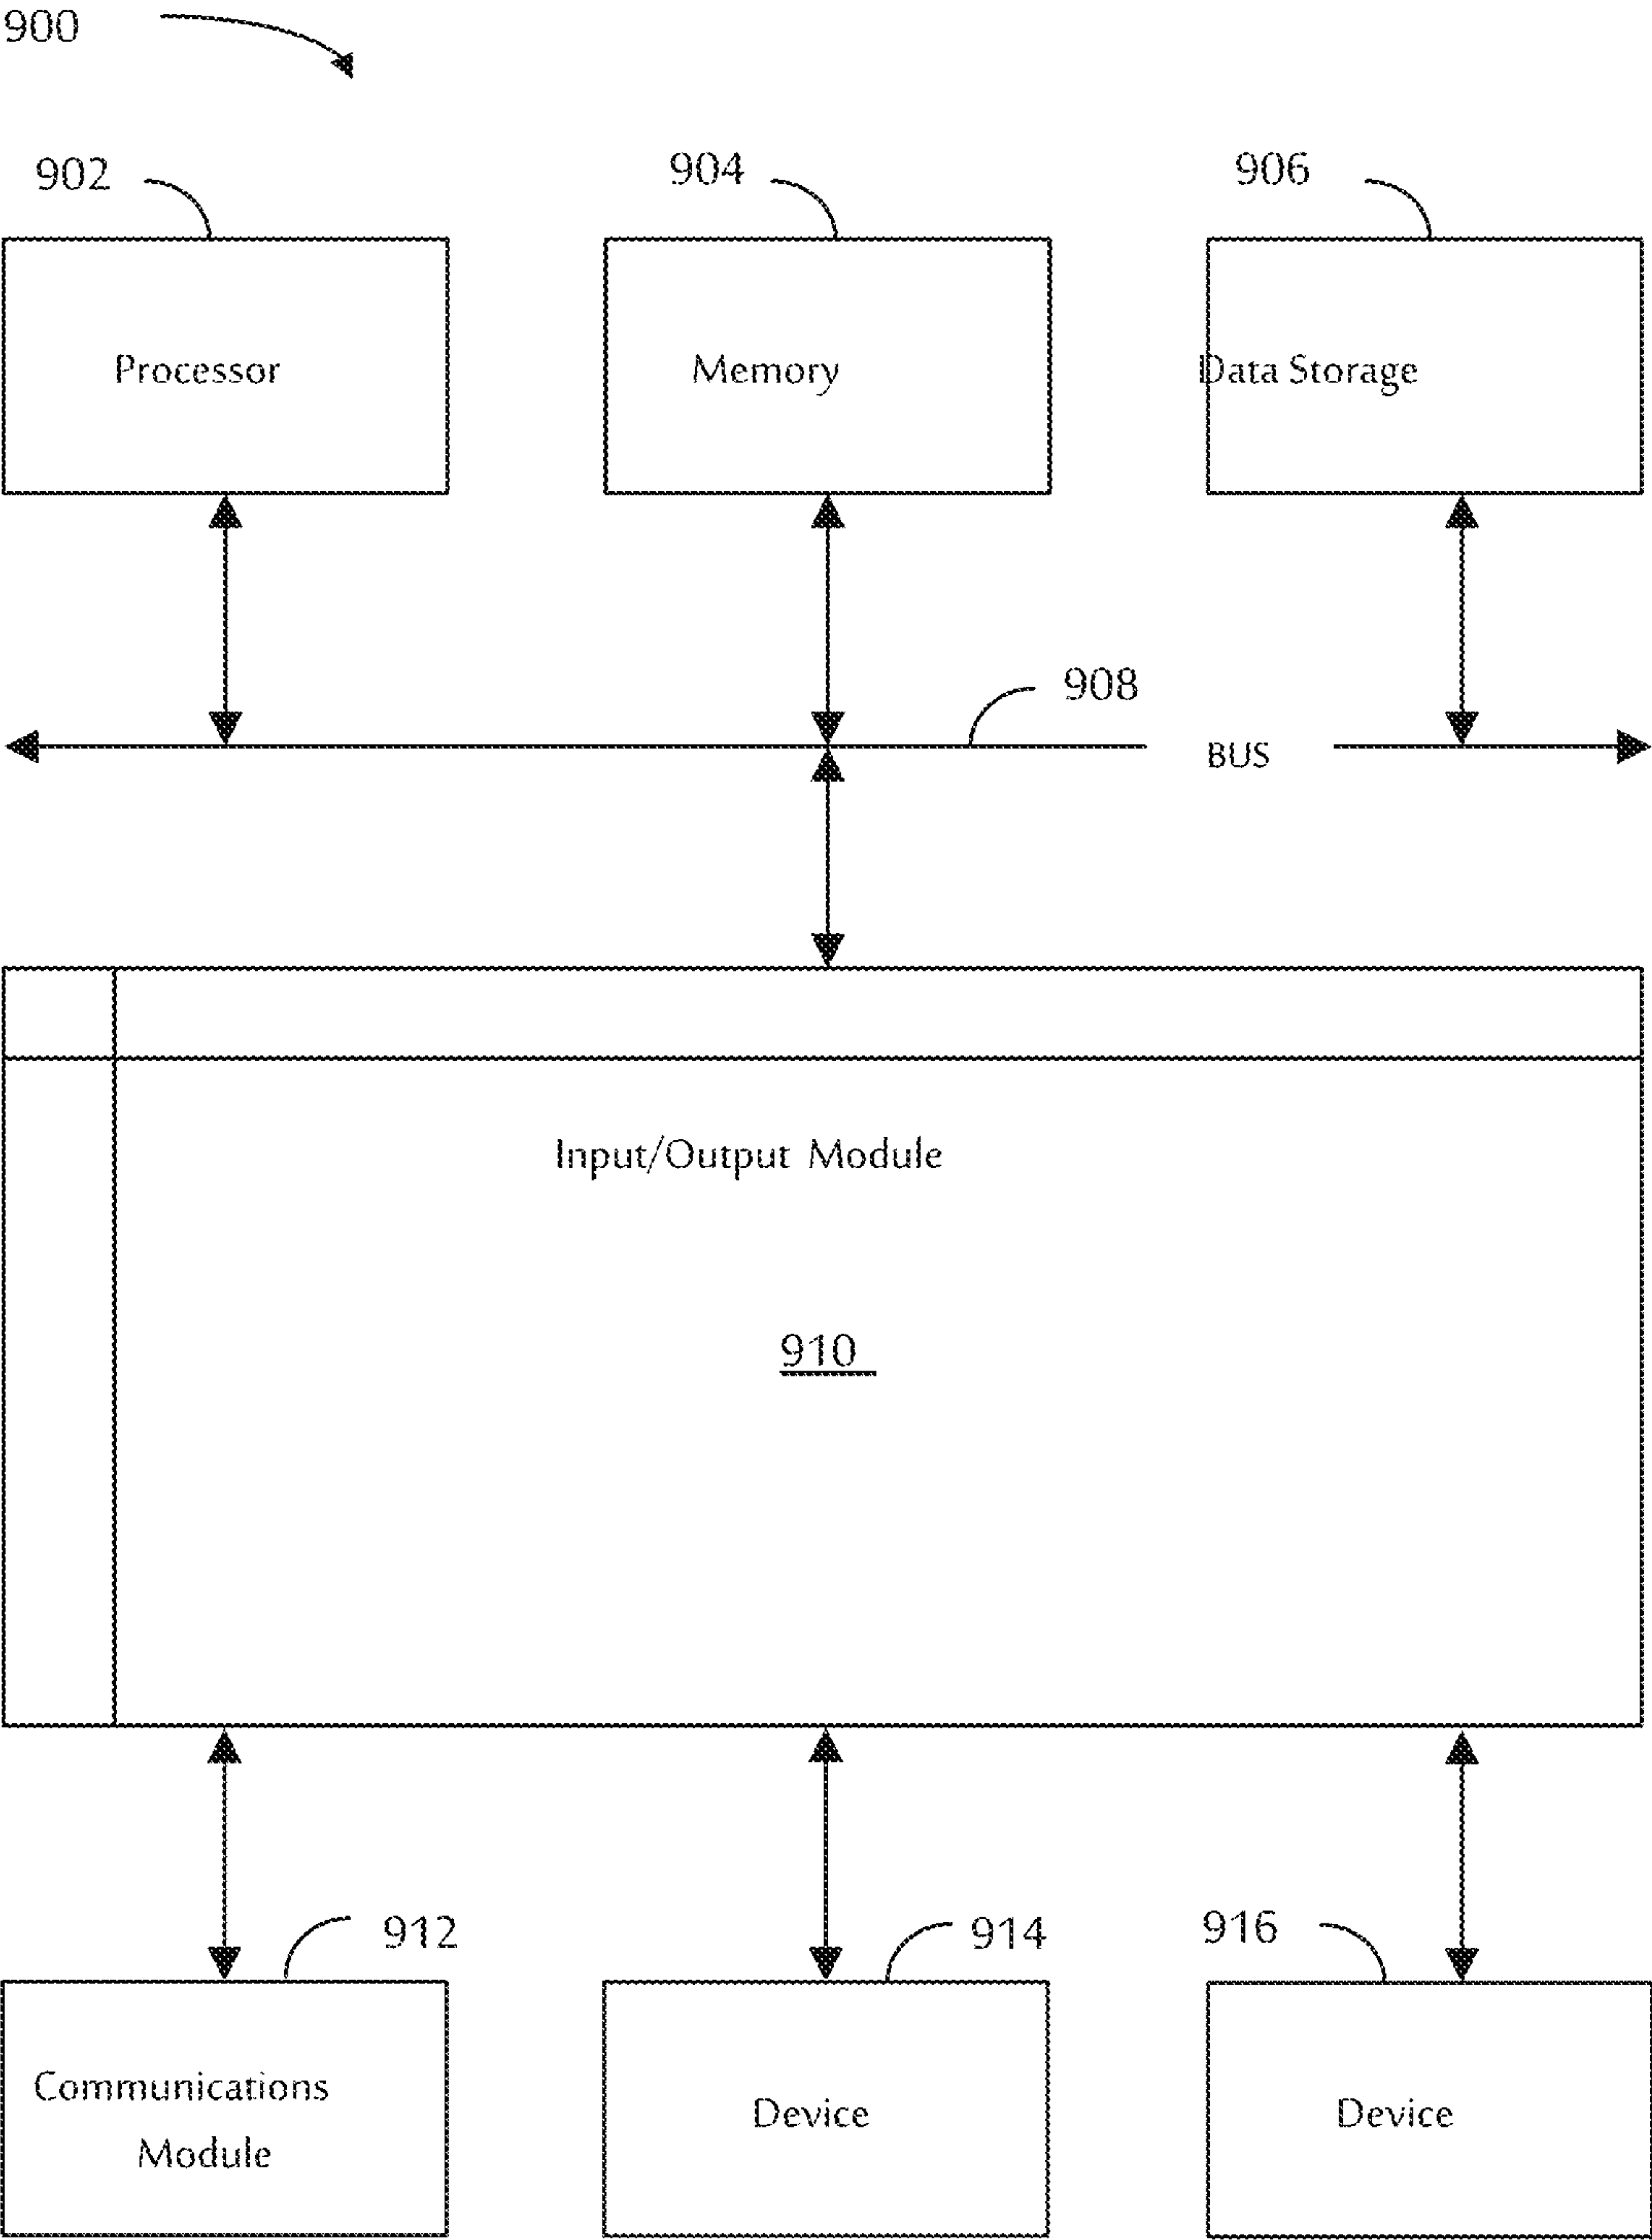 900
902
904
906
Processor
Memory
Data Storage
908
BUS
Input/Output Module
910
912
914
916
Communications
Module
Device
Device